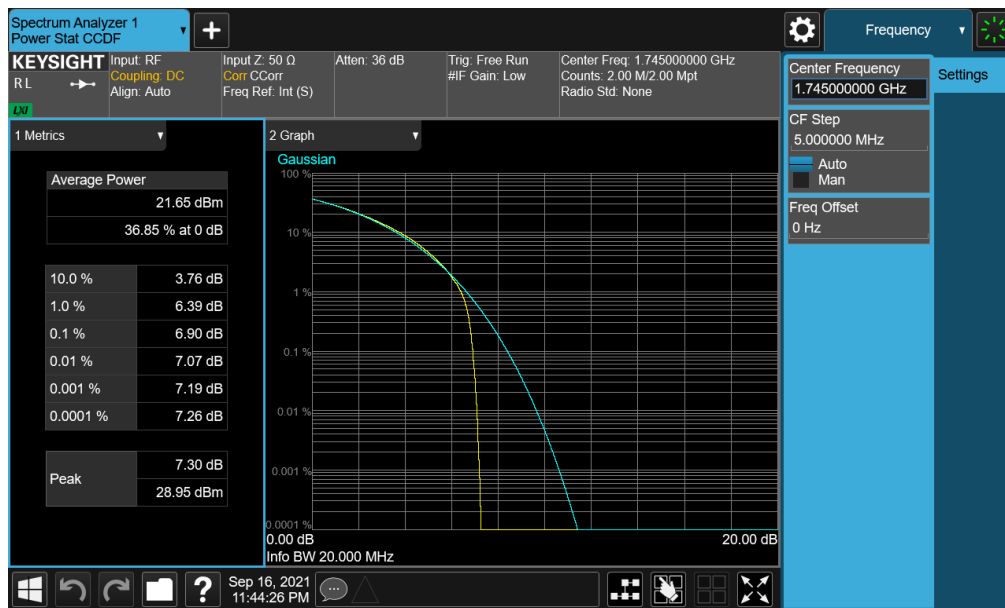 Spectrum Analyzer 1
Power Stat CCDF
Frequency
KEYSIGHT
RL
LXI
Input: RF
Coupling: DC
Align: Auto
Input Z: 50 Ω
Corr CCorr
Freq Ref: Int (S)
Atten: 36 dB
Trig: Free Run
#IF Gain: Low
Center Freq: 1.745000000 GHz
Counts: 2.00 M/2.00 Mpt
Radio Std: None
Center Frequency
1.745000000 GHz
Settings
CF Step
5.000000 MHz
Auto
Man
Freq Offset
0 Hz
1 Metrics
Average Power
21.65 dBm
36.85 % at 0 dB
10.0 % 3.76 dB
1.0 % 6.39 dB
0.1 % 6.90 dB
0.01 % 7.07 dB
0.001 % 7.19 dB
0.0001 % 7.26 dB
Peak
7.30 dB
28.95 dBm
2 Graph
Gaussian
100 %
10 %
1 %
0.1 %
0.01 %
0.001 %
0.0001 %
0.00 dB 20.00 dB
Info BW 20.000 MHz
?
Sep 16, 2021
11:44:26 PM